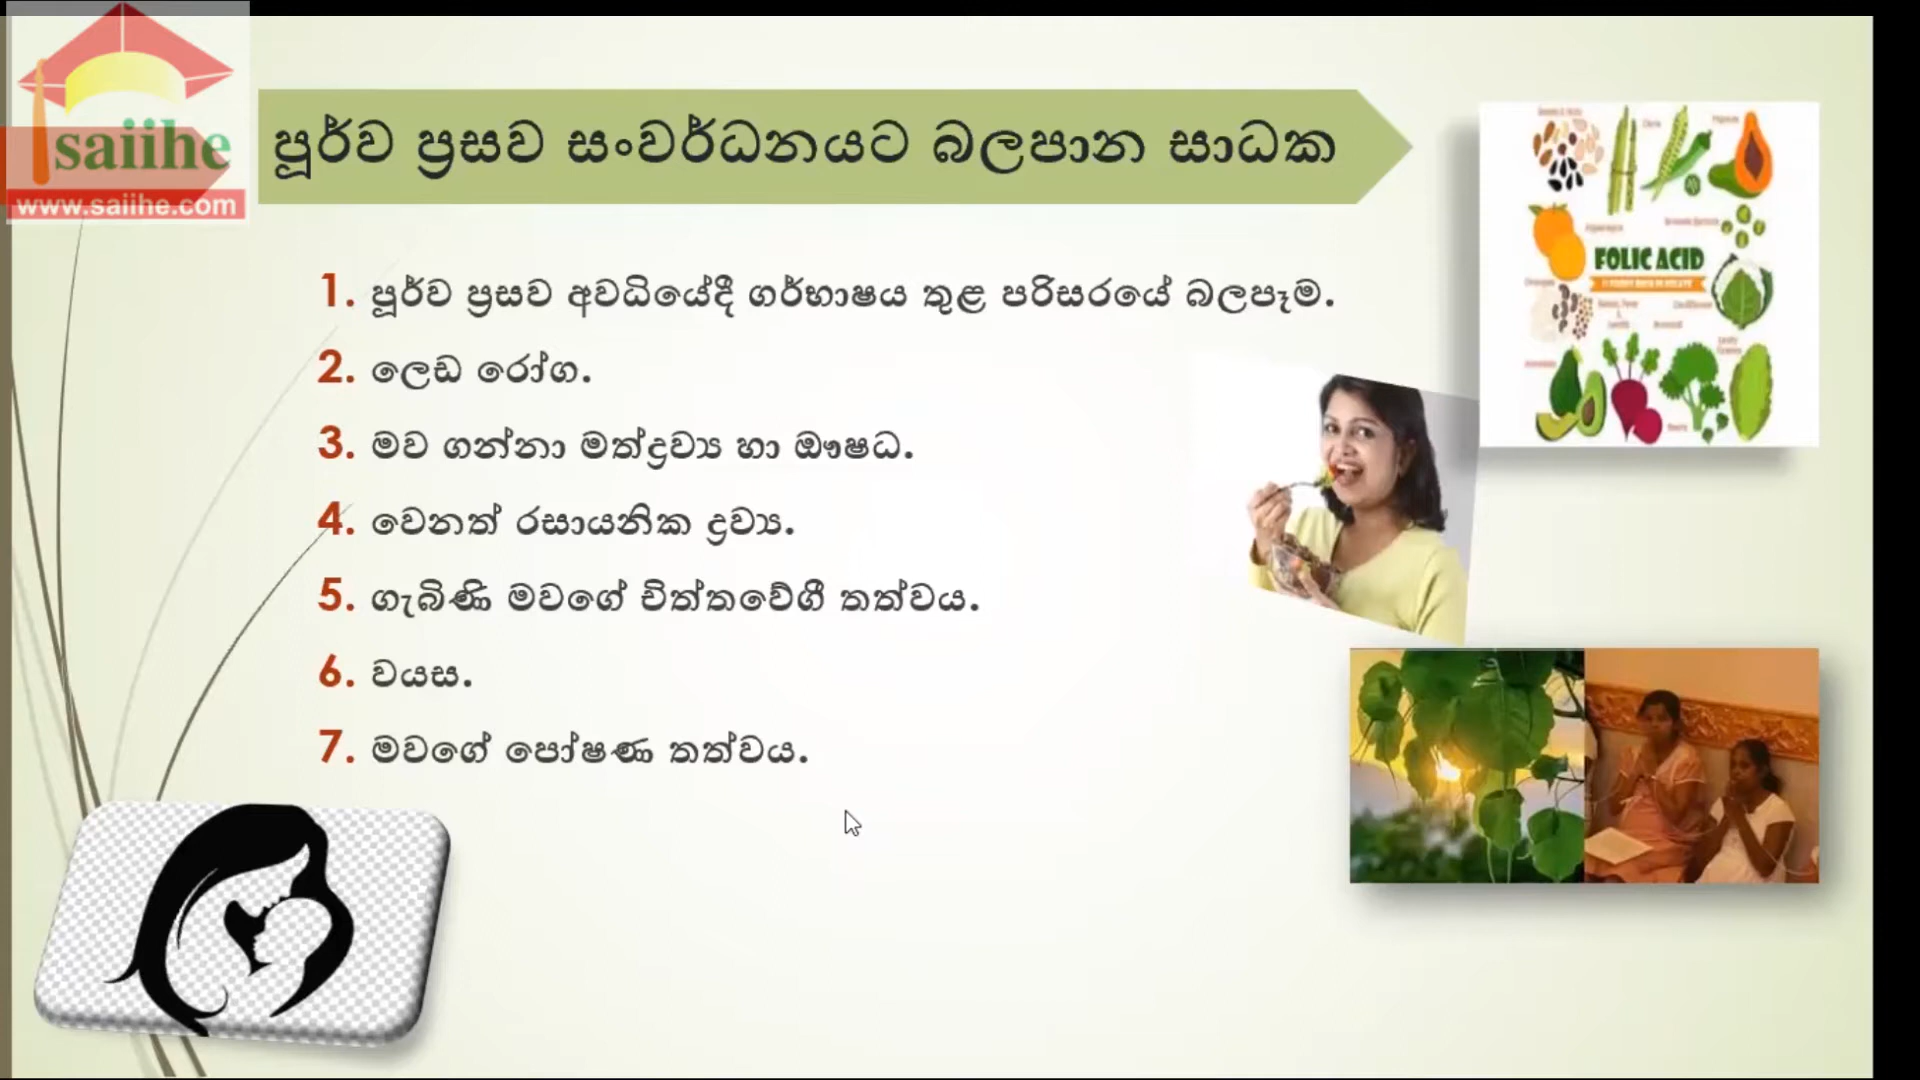 saiihe
www.saiihe.com
පූර්ව ප්‍රසව සංවර්ධනයට බලපාන සාධක
1. පූර්ව ප්‍රසව අවධියේදී ගර්භාෂය තුළ පරිසරයේ බලපෑම.
2. ලෙඩ රෝග.
3. මව ගන්නා මත්ද්‍රව්‍ය හා ඖෂධ.
4. වෙනත් රසායනික ද්‍රව්‍ය.
5. ගැබිණි මවගේ චිත්තවේගී තත්වය.
6. වයස.
7. මවගේ පෝෂණ තත්වය.
FOLIC ACID